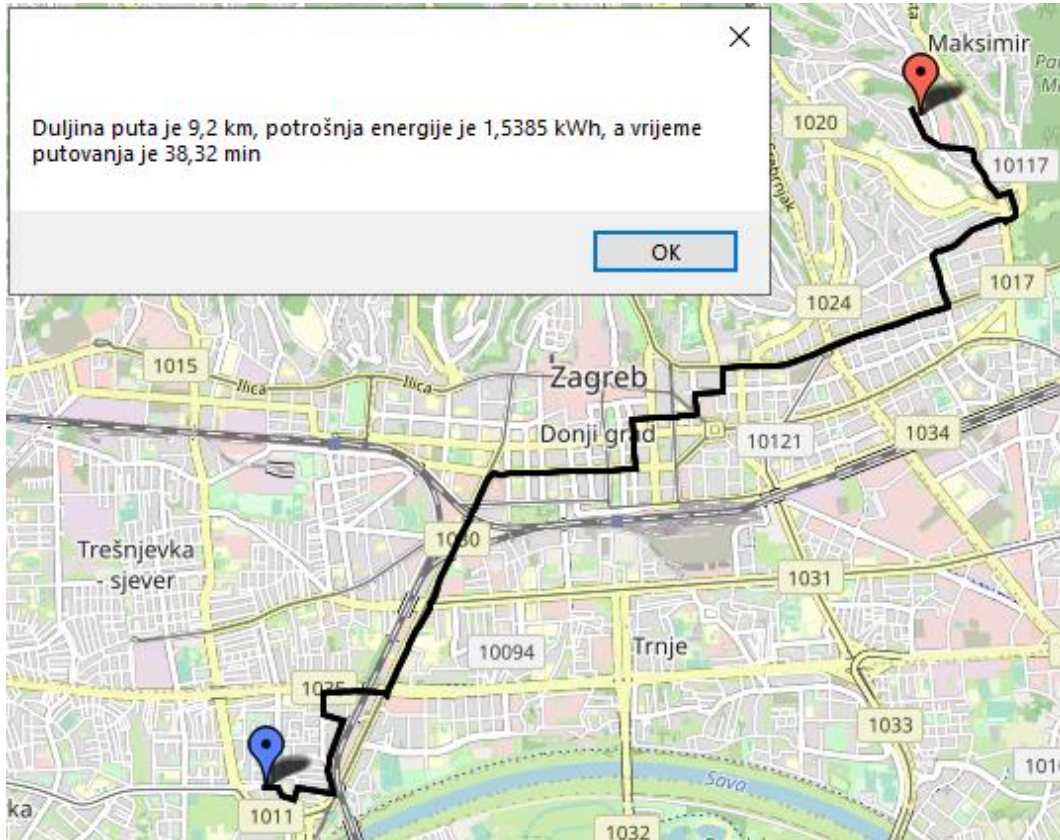 Duljina puta je 9,2 km, potrošnja energije je 1,5385 kWh, a vrijeme
putovanja je 38,32 min
OK
Maksimir
1020
10117
Srebrnjak
1024
1017
1015
Ilica
Ilica
Zagreb
Donji grad
10121
1034
Trešnjevka
- sjever
1030
1031
10094
Trnje
1035
1033
Sava
1011
1032
ka